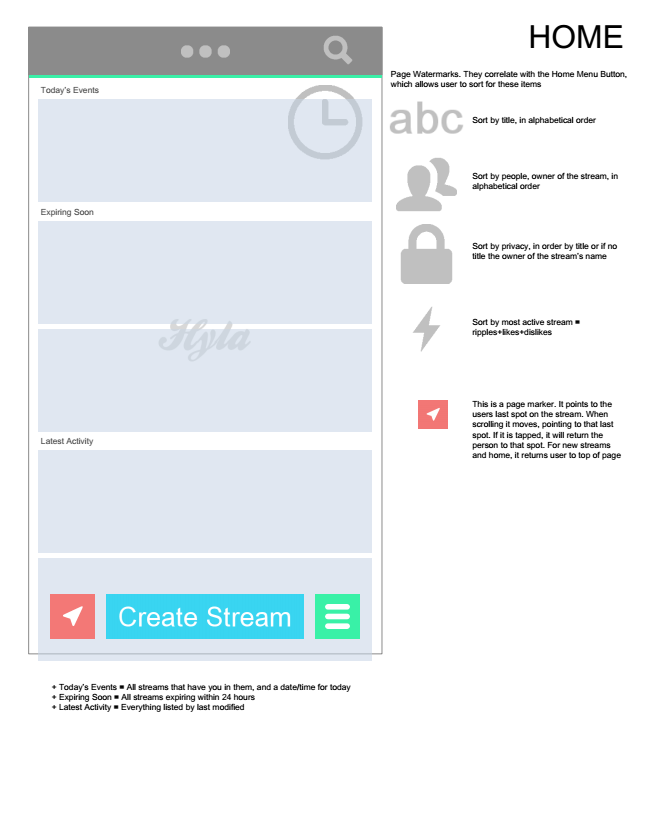 HOME
Page Watermarks. They correlate with the Home Menu Button,
which allows user to sort for these items
Today's Events
abc
Sort by title, in alphabetical order
Sort by people, owner of the stream, in
alphabetical order
Expiring Soon
Sort by privacy, in order by title or if no
title the owner of the stream's name
Hyla
Sort by most active stream =
ripples+likes+dislikes
This is a page marker. It points to the
users last spot on the stream. When
scrolling it moves, pointing to that last
spot. If it is tapped, it will return the
person to that spot. For new streams
and home, it returns user to top of page
Latest Activity
Create Stream
+ Today's Events = All streams that have you in them, and a date/time for today
+ Expiring Soon = All streams expiring within 24 hours
+ Latest Activity = Everything listed by last modified